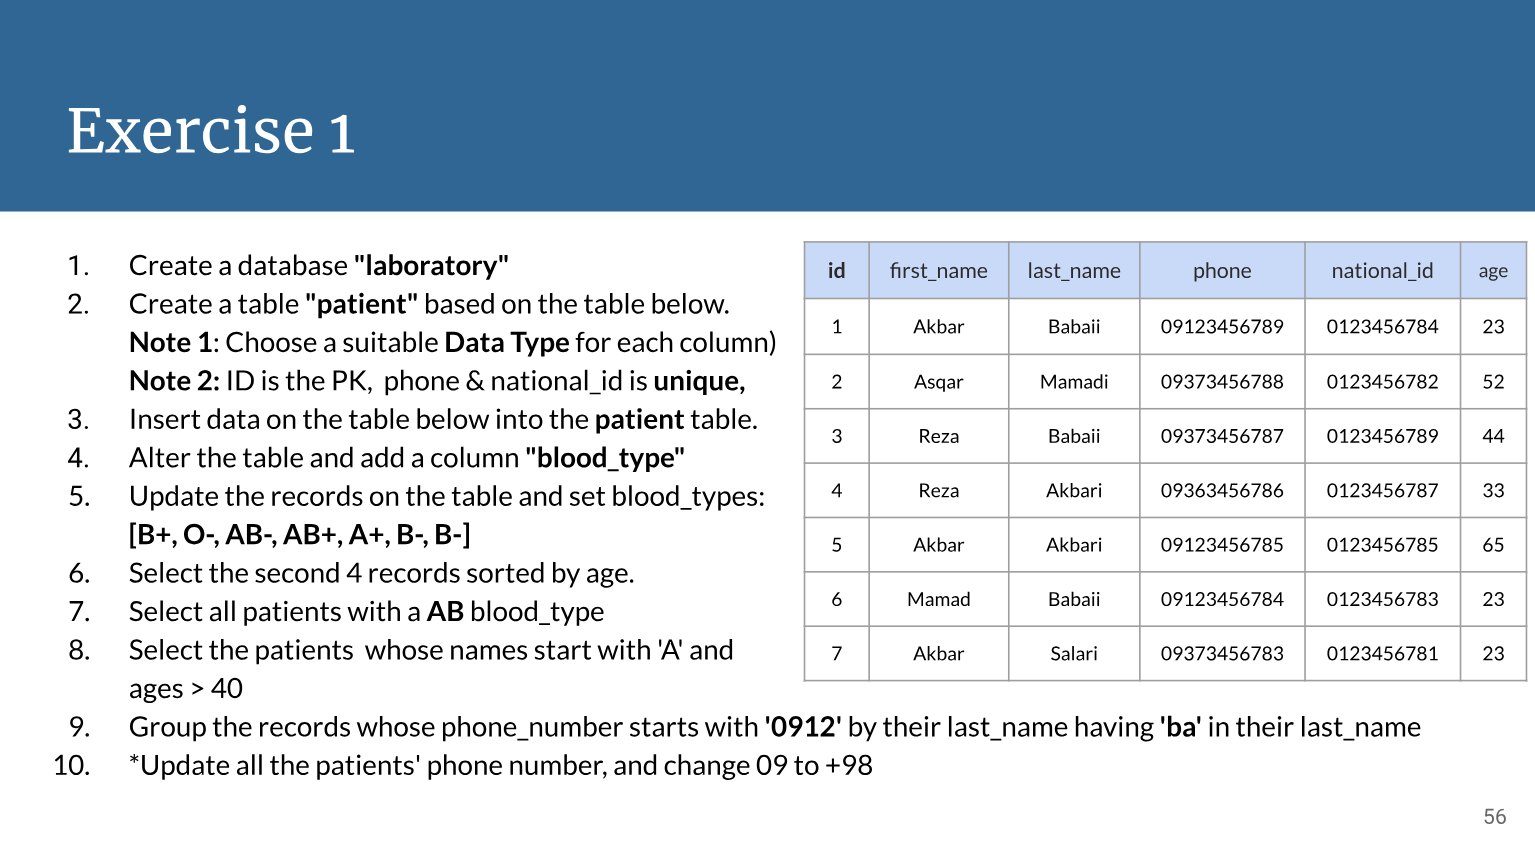 Exercise 1
1. Create a database "laboratory"
2. Create a table "patient" based on the table below.
Note 1: Choose a suitable Data Type for each column)
Note 2: ID is the PK, phone & national_id is unique,
3. Insert data on the table below into the patient table.
4. Alter the table and add a column "blood_type"
5. Update the records on the table and set blood_types:
[B+, O-, AB-, AB+, A+, B-, B-]
6. Select the second 4 records sorted by age.
7. Select all patients with a AB blood_type
8. Select the patients whose names start with 'A' and
ages > 40
9. Group the records whose phone_number starts with '0912' by their last_name having 'ba' in their last_name
10. *Update all the patients' phone number, and change 09 to +98
id first_name last_name phone national_id age
1 Akbar Babaii 09123456789 0123456784 23
2 Asqar Mamadi 09373456788 0123456782 52
3 Reza Babaii 09373456787 0123456789 44
4 Reza Akbari 09363456786 0123456787 33
5 Akbar Akbari 09123456785 0123456785 65
6 Mamad Babaii 09123456784 0123456783 23
7 Akbar Salari 09373456783 0123456781 23
56